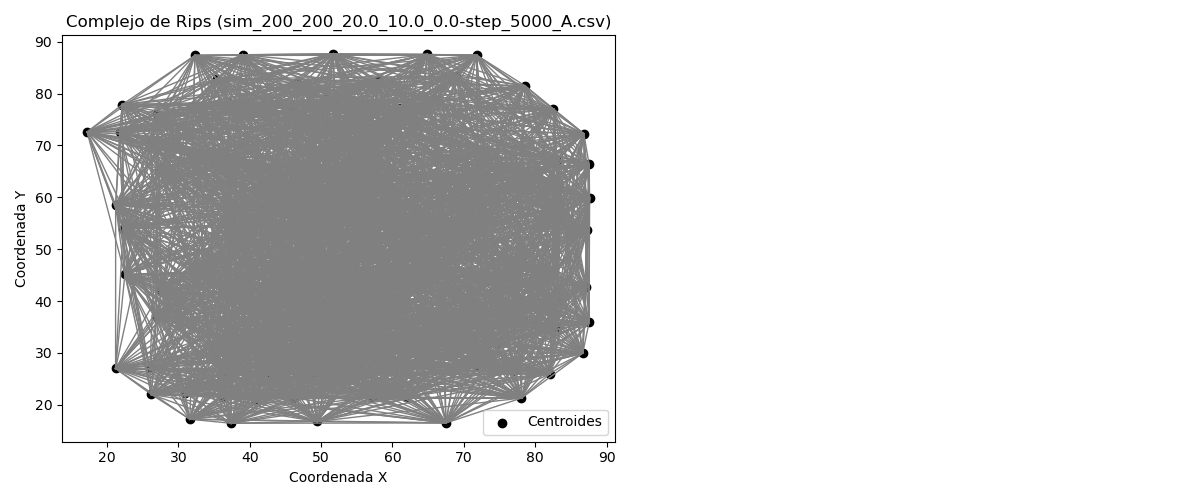 Complejo de Rips (sim_200_200_20.0_10.0_0.0-step_5000_A.csv)
90
80
70
60
50
40
30
20
Coordenada Y
Centroides
20 30 40 50 60 70 80 90
Coordenada X